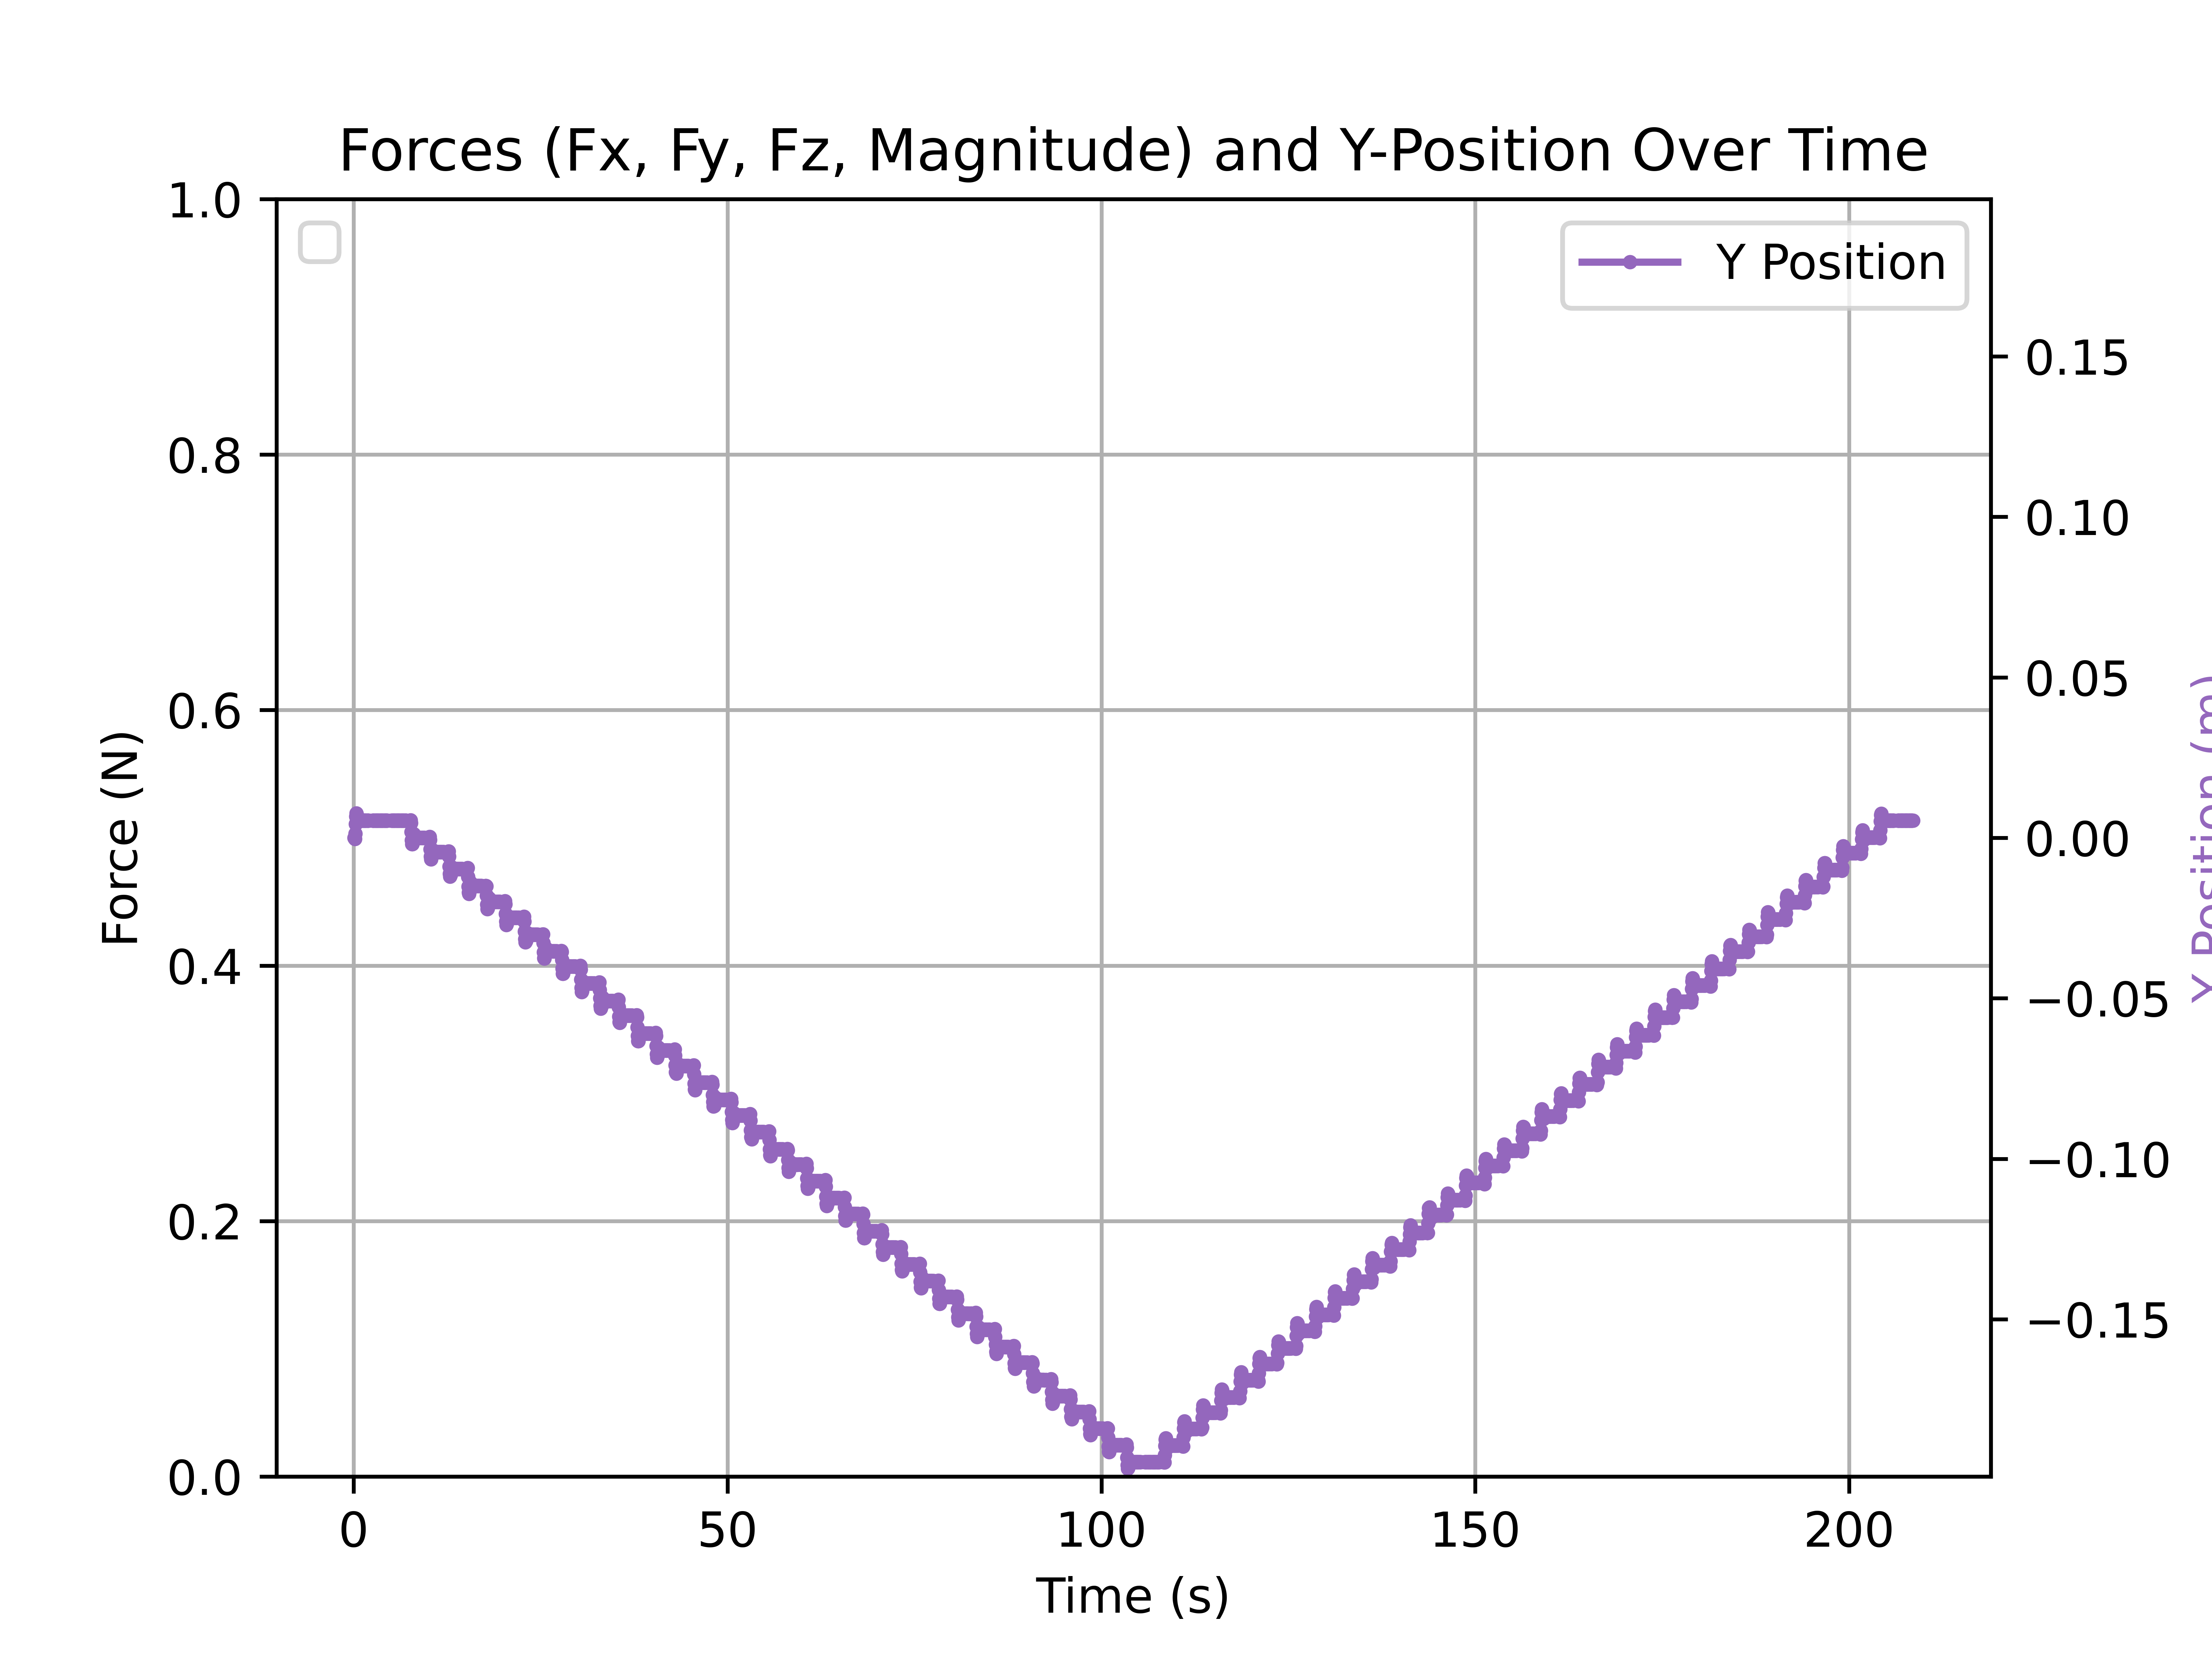 Forces (Fx, Fy, Fz, Magnitude) and Y-Position Over Time
Y Position
1.0
0.8
0.6
0.4
0.2
0.0
Force (N)
0.15
0.10
0.05
0.00
−0.05
−0.10
−0.15
Y Position (m)
0 50 100 150 200
Time (s)